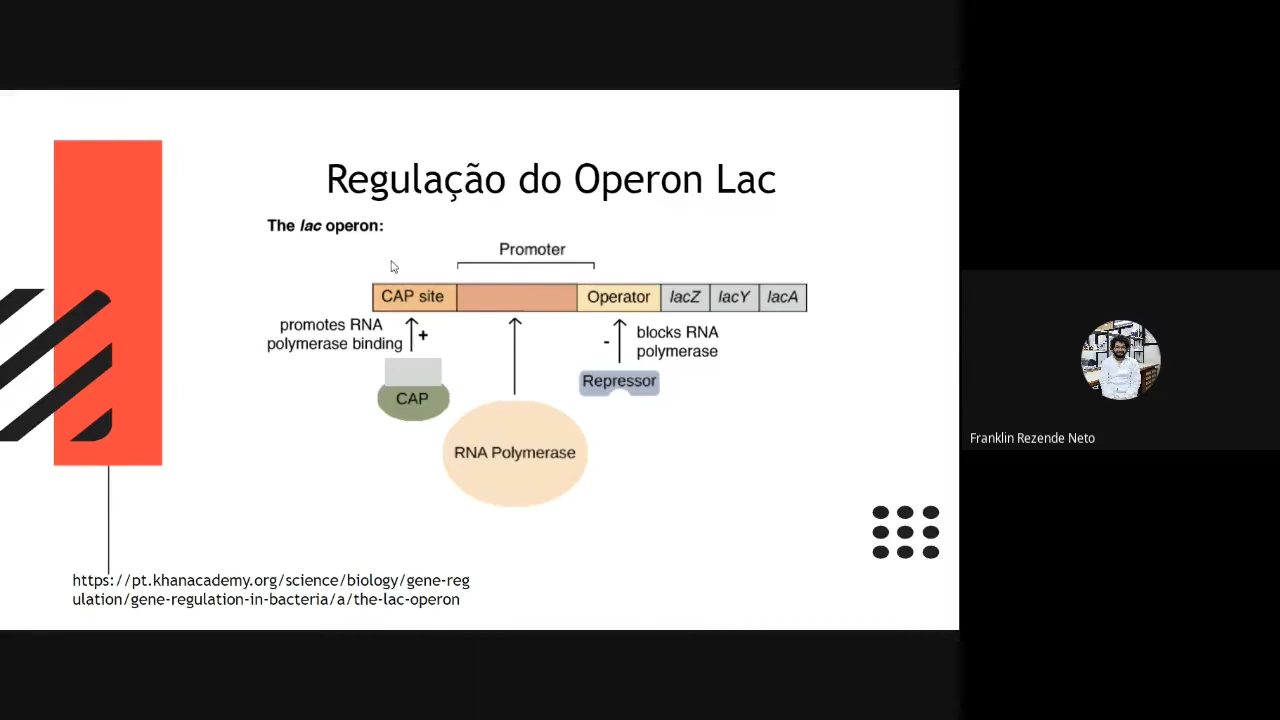 Regulação do Operon Lac
The lac operon:
Promoter
CAP site
Operator
lacZ
lacY
lacA
promotes RNA
polymerase binding
+
-
blocks RNA
polymerase
Repressor
CAP
RNA Polymerase
Franklin Rezende Neto
https://pt.khanacademy.org/science/biology/gene-reg
ulation/gene-regulation-in-bacteria/a/the-lac-operon